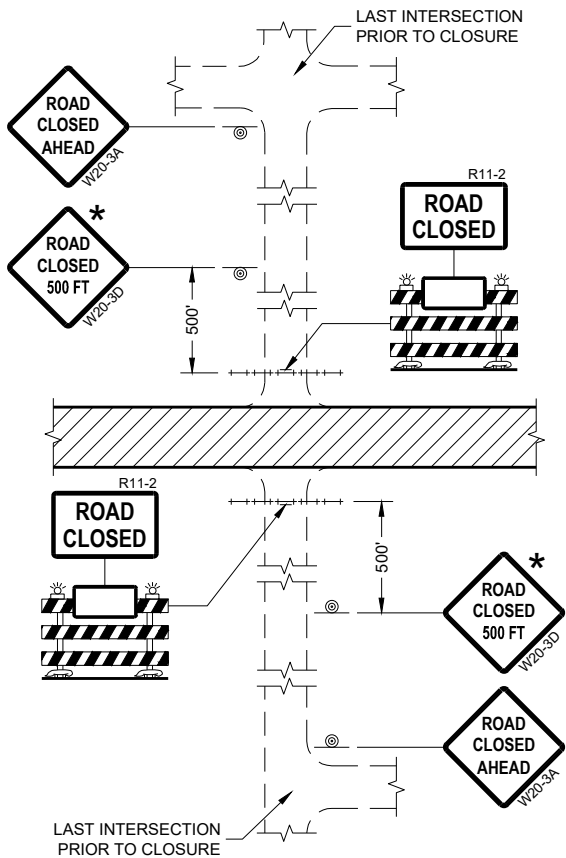 LAST INTERSECTION
PRIOR TO CLOSURE
ROAD
CLOSED
AHEAD
W20-3A
R11-2
ROAD
CLOSED
*
ROAD
CLOSED
500 FT
W20-3D
500'
R11-2
ROAD
CLOSED
500'
*
ROAD
CLOSED
500 FT
W20-3D
ROAD
CLOSED
AHEAD
W20-3A
LAST INTERSECTION
PRIOR TO CLOSURE